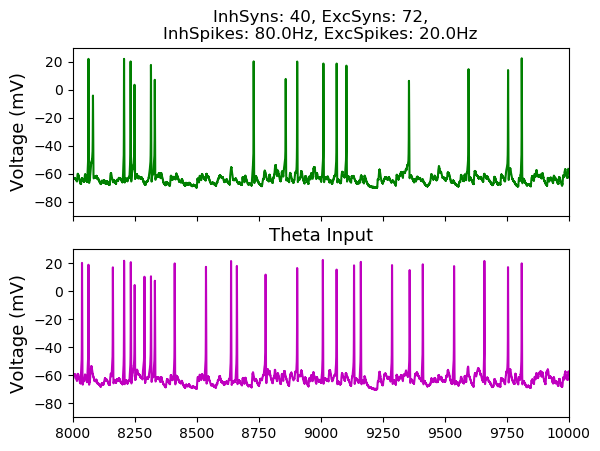 InhSyns: 40, ExcSyns: 72,
InhSpikes: 80.0Hz, ExcSpikes: 20.0Hz
Voltage (mV)
20
0
−20
−40
−60
−80
Theta Input
Voltage (mV)
20
0
−20
−40
−60
−80
8000 8250 8500 8750 9000 9250 9500 9750 10000